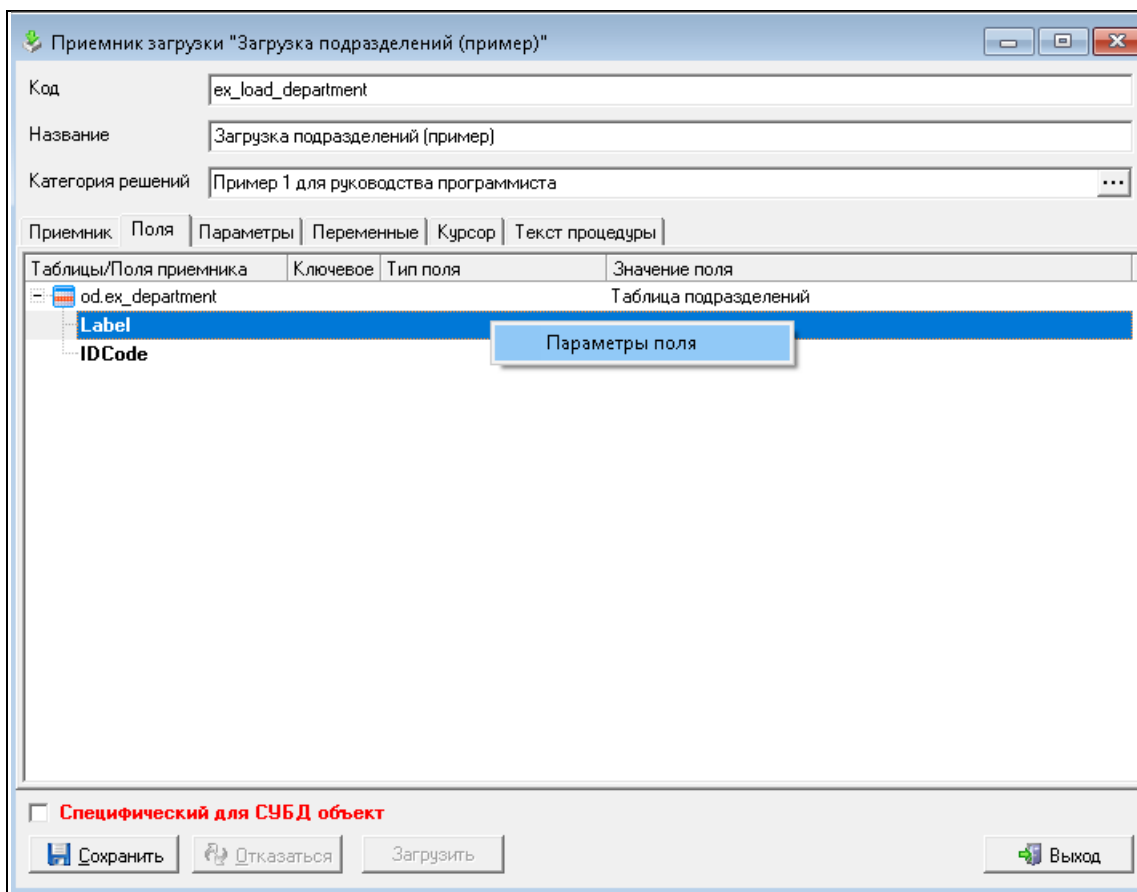 Приемник загрузки "Загрузка подразделений (пример)"
Код ex_load_department
Название Загрузка подразделений (пример)
Категория решений Пример 1 для руководства программиста ...
Приемник Поля Параметры Переменные Курсор Текст процедуры
Таблицы/Поля приемника Ключевое Тип поля Значение поля
od.ex_department Таблица подразделений
Label
Параметры поля
IDCode
Специфический для СУБД объект
Сохранить Отказаться Загрузить Выход